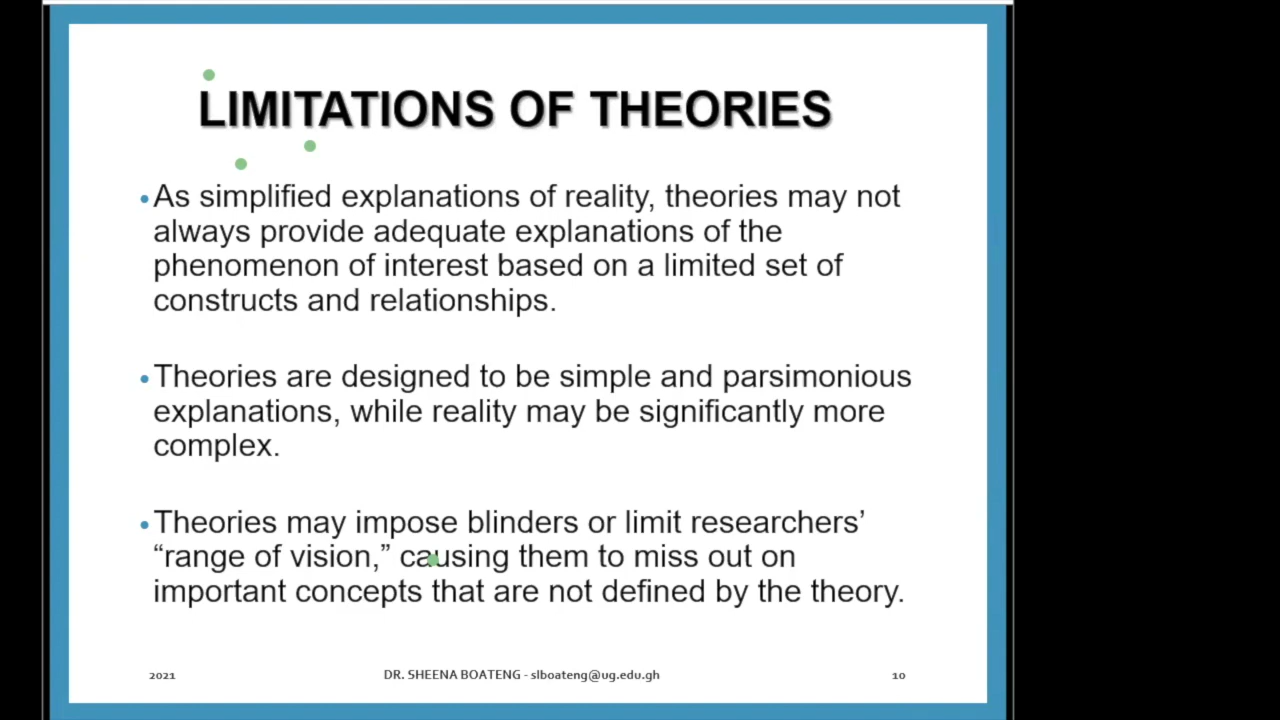 LIMITATIONS OF THEORIES
•As simplified explanations of reality, theories may not
always provide adequate explanations of the
phenomenon of interest based on a limited set of
constructs and relationships.
•Theories are designed to be simple and parsimonious
explanations, while reality may be significantly more
complex.
•Theories may impose blinders or limit researchers’
“range of vision,” causing them to miss out on
important concepts that are not defined by the theory.
2021 DR. SHEENA BOATENG - slboateng@ug.edu.gh 10